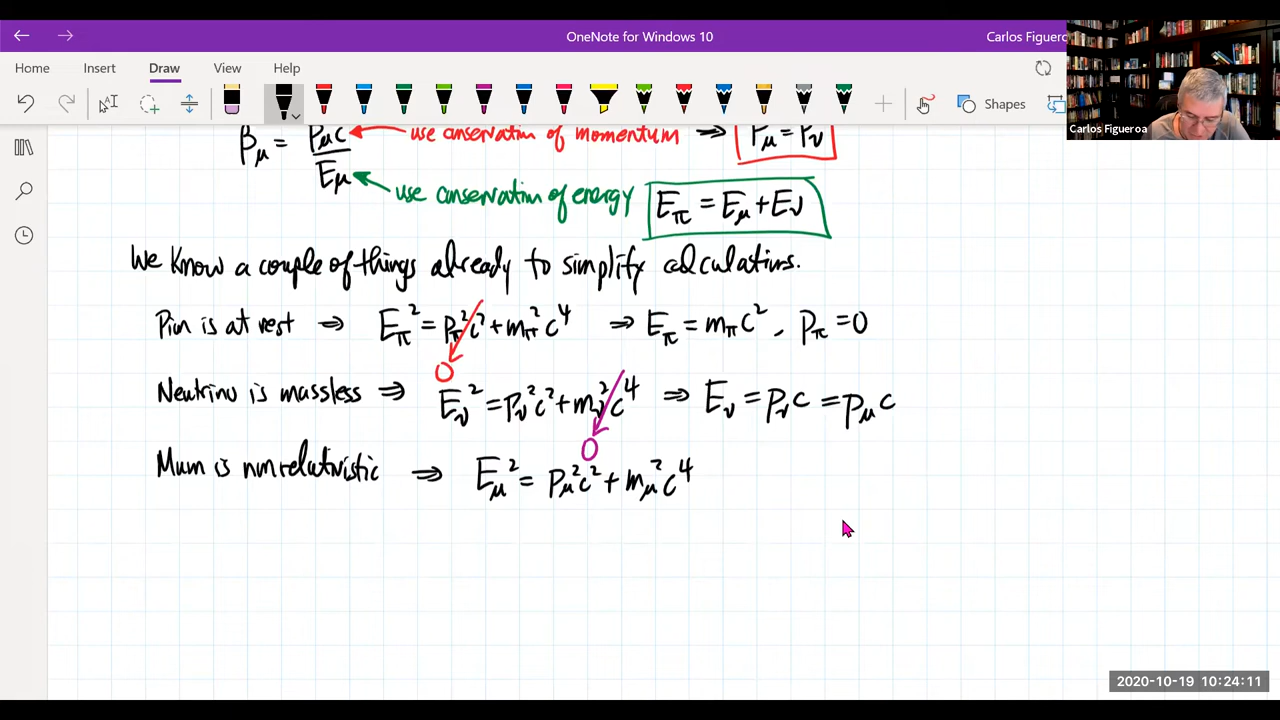 OneNote for Windows 10
Carlos Figueroa
Home Insert Draw View Help
Shapes
Carlos Figueroa
βμ = pμc / Eμ
use conservation of momentum ⇒ Pμ = Pν
use conservation of energy Eπ = Eμ + Eν
We know a couple of things already to simplify calculations.
Pion is at rest ⇒ Eπ² = pπ²c² + mπ²c⁴ ⇒ Eπ = mπc², pπ = 0
0
Neutrino is massless ⇒ Eν² = pν²c² + mν²c⁴ ⇒ Eν = pνc = pμc
0
Muon is nonrelativistic ⇒ Eμ² = pμ²c² + mμ²c⁴
2020-10-19 10:24:11